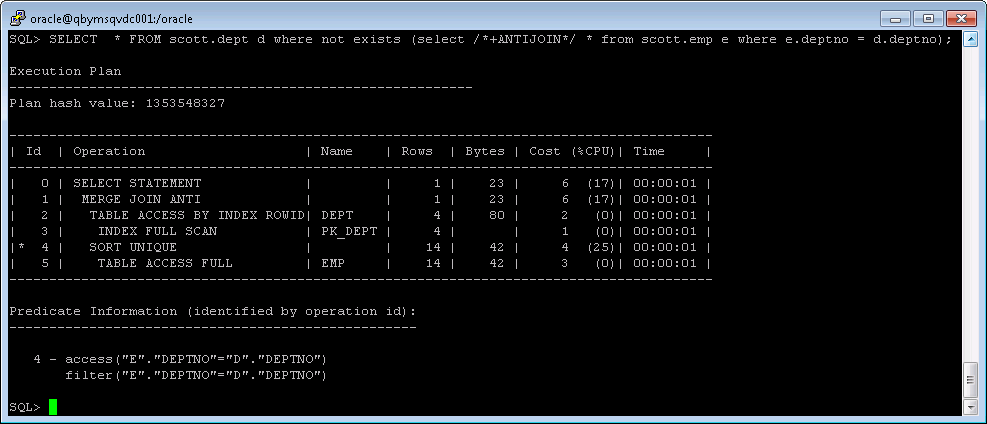 oracle@qbymsqvdc001:/oracle
SQL> SELECT  * FROM scott.dept d where not exists (select /*+ANTIJOIN*/ * from scott.emp e where e.deptno = d.deptno);
Execution Plan
----------------------------------------------------------
Plan hash value: 1353548327
----------------------------------------------------------------------------------------
| Id  | Operation                    | Name    | Rows  | Bytes | Cost (%CPU)| Time     |
----------------------------------------------------------------------------------------
|   0 | SELECT STATEMENT             |         |     1 |    23 |     6  (17)| 00:00:01 |
|   1 |  MERGE JOIN ANTI             |         |     1 |    23 |     6  (17)| 00:00:01 |
|   2 |   TABLE ACCESS BY INDEX ROWID| DEPT    |     4 |    80 |     2   (0)| 00:00:01 |
|   3 |    INDEX FULL SCAN           | PK_DEPT |     4 |       |     1   (0)| 00:00:01 |
|*  4 |   SORT UNIQUE                |         |    14 |    42 |     4  (25)| 00:00:01 |
|   5 |    TABLE ACCESS FULL         | EMP     |    14 |    42 |     3   (0)| 00:00:01 |
----------------------------------------------------------------------------------------
Predicate Information (identified by operation id):
---------------------------------------------------
   4 - access("E"."DEPTNO"="D"."DEPTNO")
       filter("E"."DEPTNO"="D"."DEPTNO")
SQL>